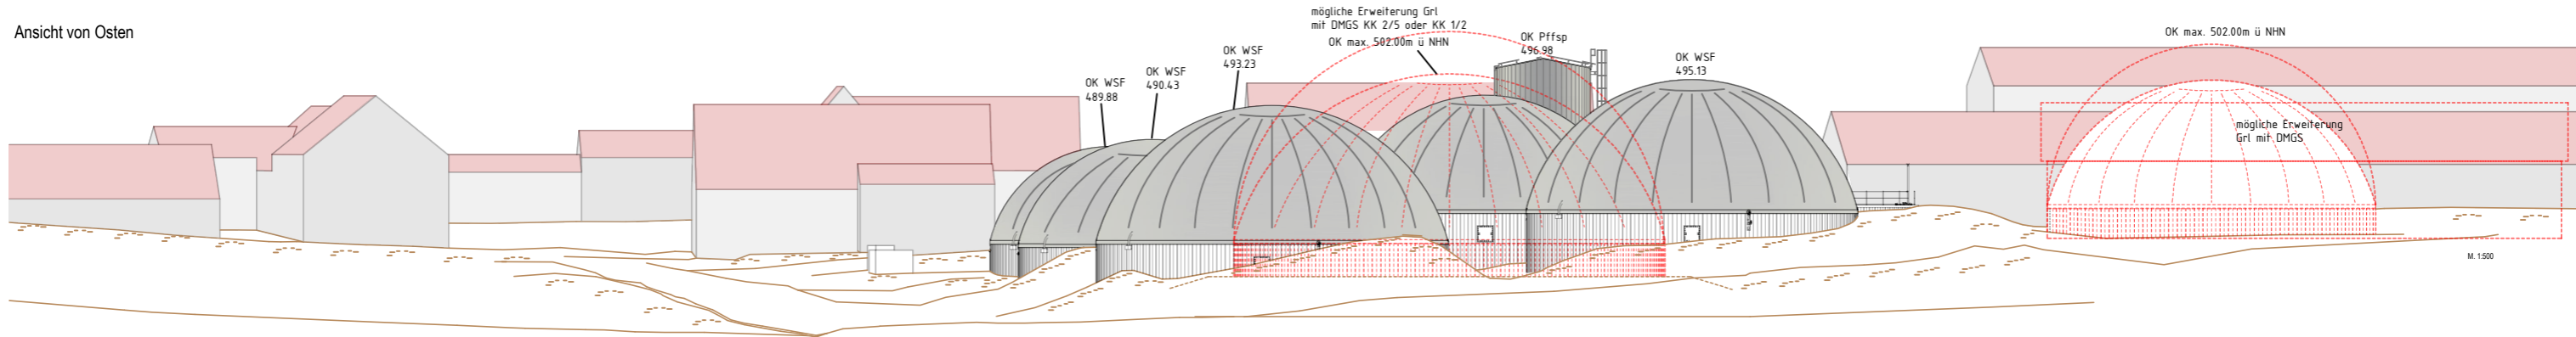 Ansicht von Osten
mögliche Erweiterung Grl
mit DMGS KK 2/5 oder KK 1/2
OK max. 502.00m ü NHN
OK WSF
489.88
OK WSF
490.43
OK WSF
493.23
OK Pffsp
496.98
OK WSF
495.13
OK max. 502.00m ü NHN
mögliche Erweiterung
Grl mit DMGS
M. 1:500